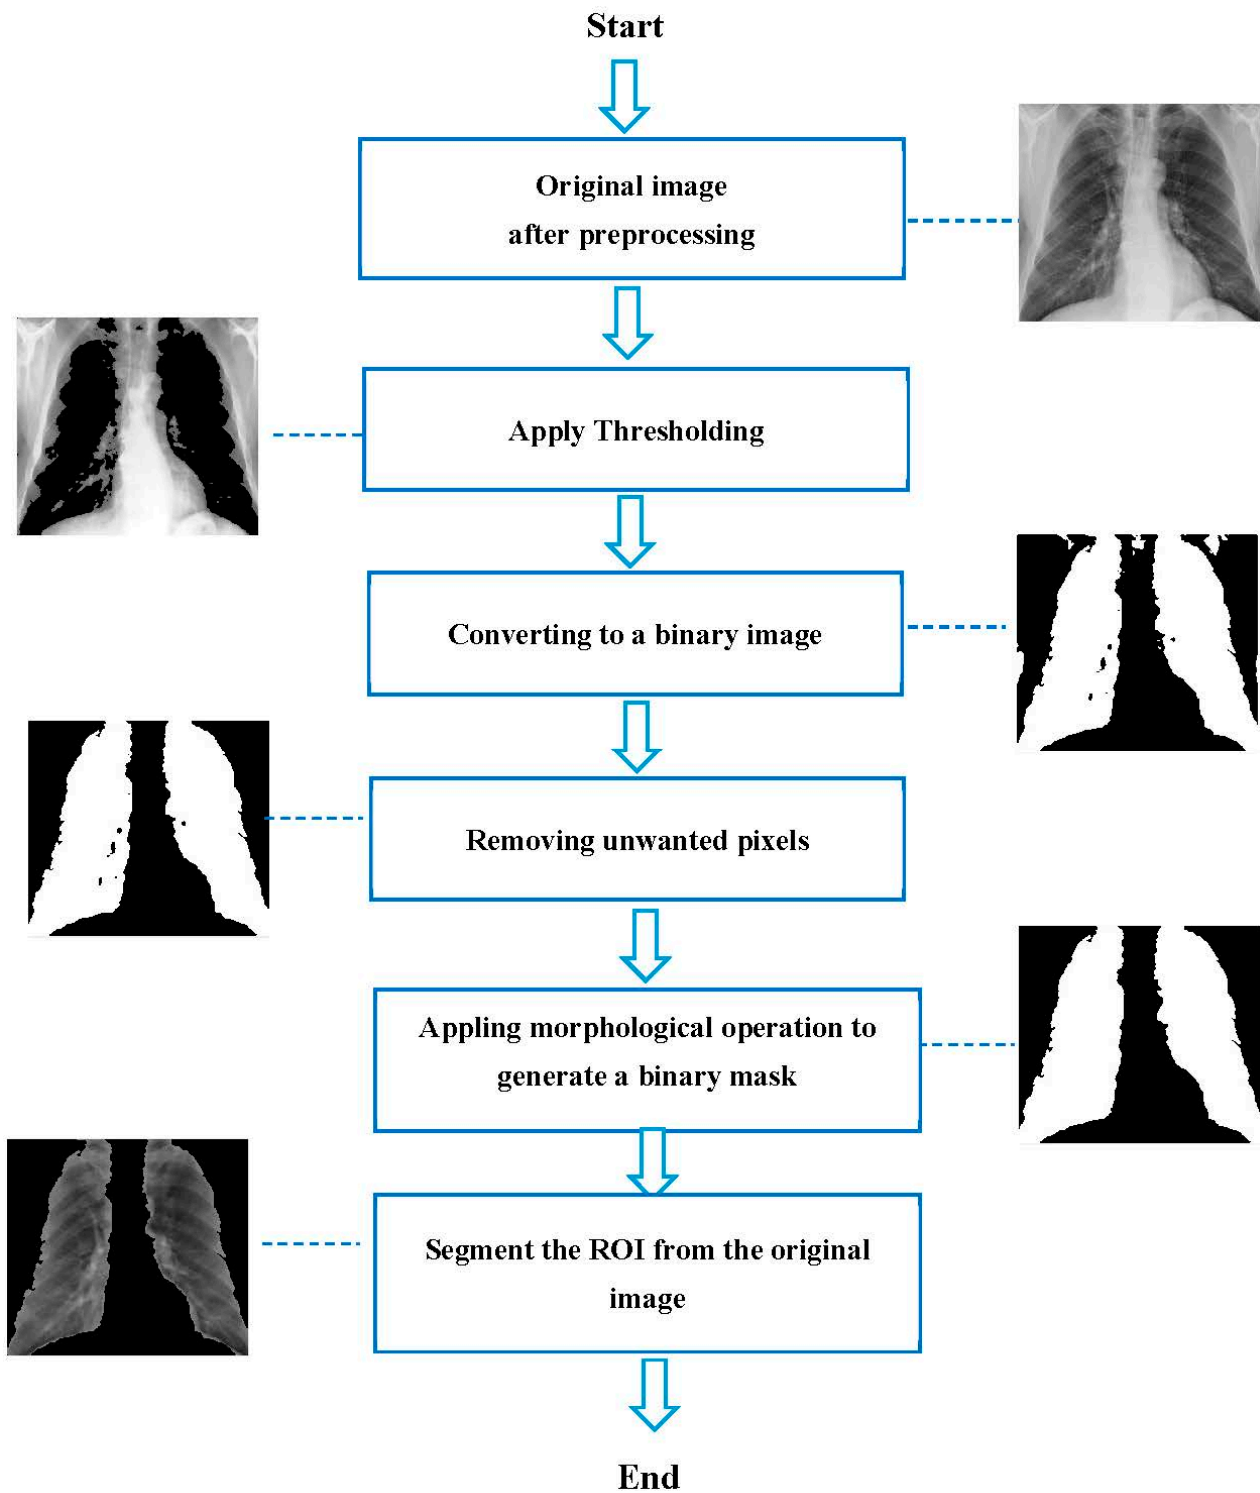 Start
Original image
after preprocessing
Apply Thresholding
Converting to a binary image
Removing unwanted pixels
Appling morphological operation to
generate a binary mask
Segment the ROI from the original
image
End